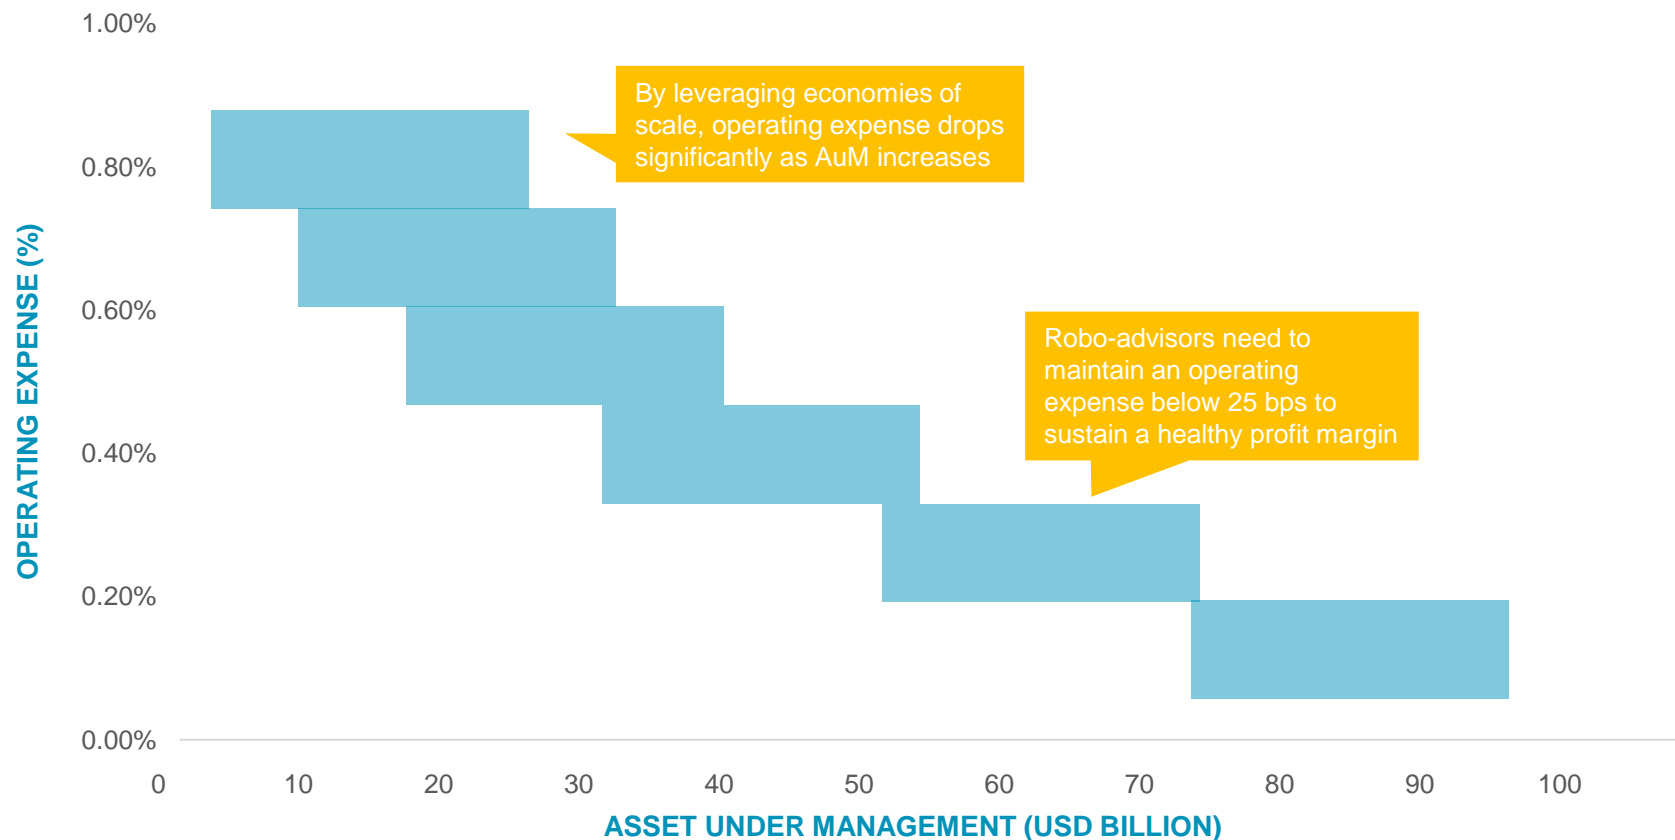 1.00%
0.80%
0.60%
0.40%
0.20%
0.00%
OPERATING EXPENSE (%)
By leveraging economies of
scale, operating expense drops
significantly as AuM increases
Robo-advisors need to
maintain an operating
expense below 25 bps to
sustain a healthy profit margin
0 10 20 30 40 50 60 70 80 90 100
ASSET UNDER MANAGEMENT (USD BILLION)